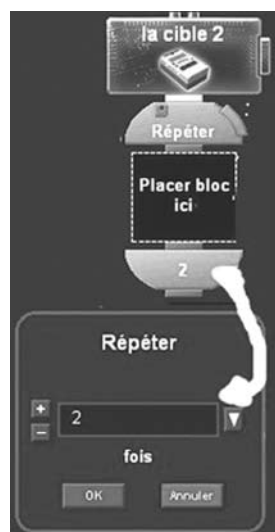 la cible 2
Répéter
Placer bloc
ici
2
Répéter
+
2
−
fois
OK
Annuler